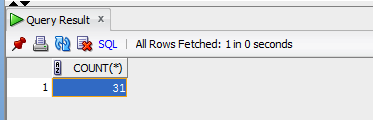 Query Result x
SQL | All Rows Fetched: 1 in 0 seconds
COUNT(*)
1 31